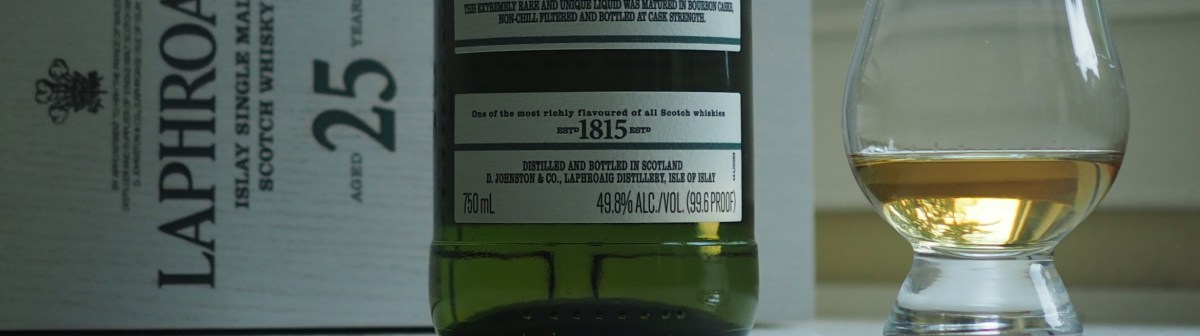 LAPHROA
ISLAY SINGLE MAL
SCOTCH WHISKY
AGED 25 YEARS
THIS EXTREMELY RARE AND UNIQUE LIQUID WAS MATURED IN BOURBON CASKS,
NON-CHILL FILTERED AND BOTTLED AT CASK STRENGTH.
One of the most richly flavoured of all Scotch whiskies
ESTD 1815 ESTD
DISTILLED AND BOTTLED IN SCOTLAND
D. JOHNSTON & CO., LAPHROAIG DISTILLERY, ISLE OF ISLAY
750 mL 49.8% ALC./VOL. (99.6 PROOF)